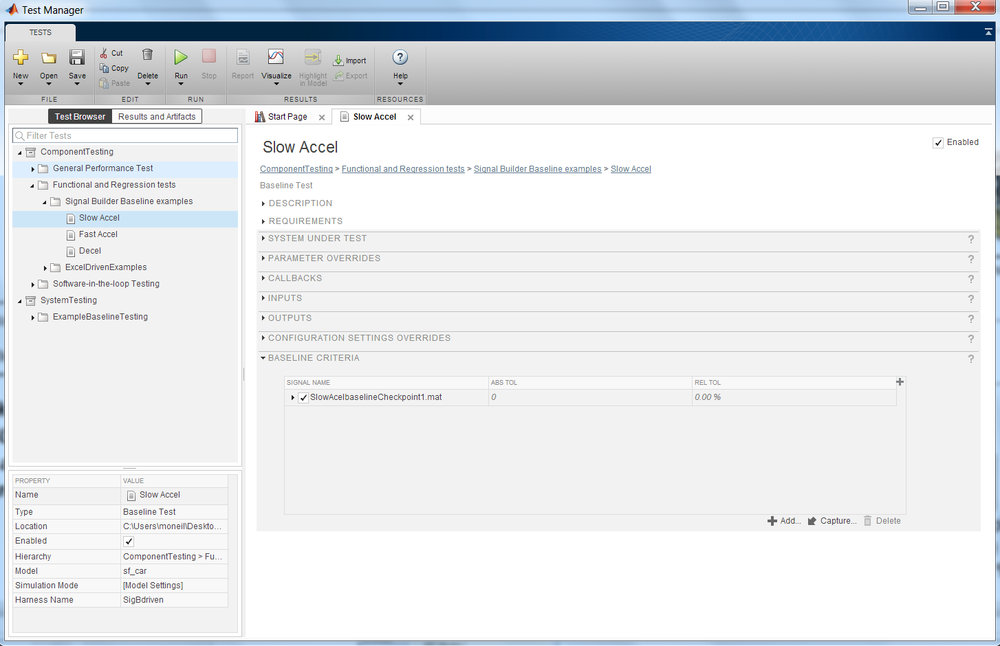 Test Manager
TESTS
New
Open
Save
Cut
Copy
Paste
Delete
Run
Stop
Report
Visualize
Highlight
in Model
Import
Export
Help
FILE
EDIT
RUN
RESULTS
RESOURCES
Test Browser
Results and Artifacts
Filter Tests
ComponentTesting
General Performance Test
Functional and Regression tests
Signal Builder Baseline examples
Slow Accel
Fast Accel
Decel
ExcelDrivenExamples
Software-in-the-loop Testing
SystemTesting
ExampleBaselineTesting
PROPERTY VALUE
Name Slow Accel
Type Baseline Test
Location C:\Users\moneil\Deskto...
Enabled
Hierarchy ComponentTesting > Fu...
Model sf_car
Simulation Mode [Model Settings]
Harness Name SigBdriven
Start Page
Slow Accel
Slow Accel
Enabled
ComponentTesting > Functional and Regression tests > Signal Builder Baseline examples > Slow Accel
Baseline Test
DESCRIPTION
REQUIREMENTS
SYSTEM UNDER TEST ?
PARAMETER OVERRIDES ?
CALLBACKS ?
INPUTS ?
OUTPUTS ?
CONFIGURATION SETTINGS OVERRIDES ?
BASELINE CRITERIA ?
SIGNAL NAME ABS TOL REL TOL
SlowAcelbaselineCheckpoint1.mat 0 0.00 %
Add... Capture... Delete